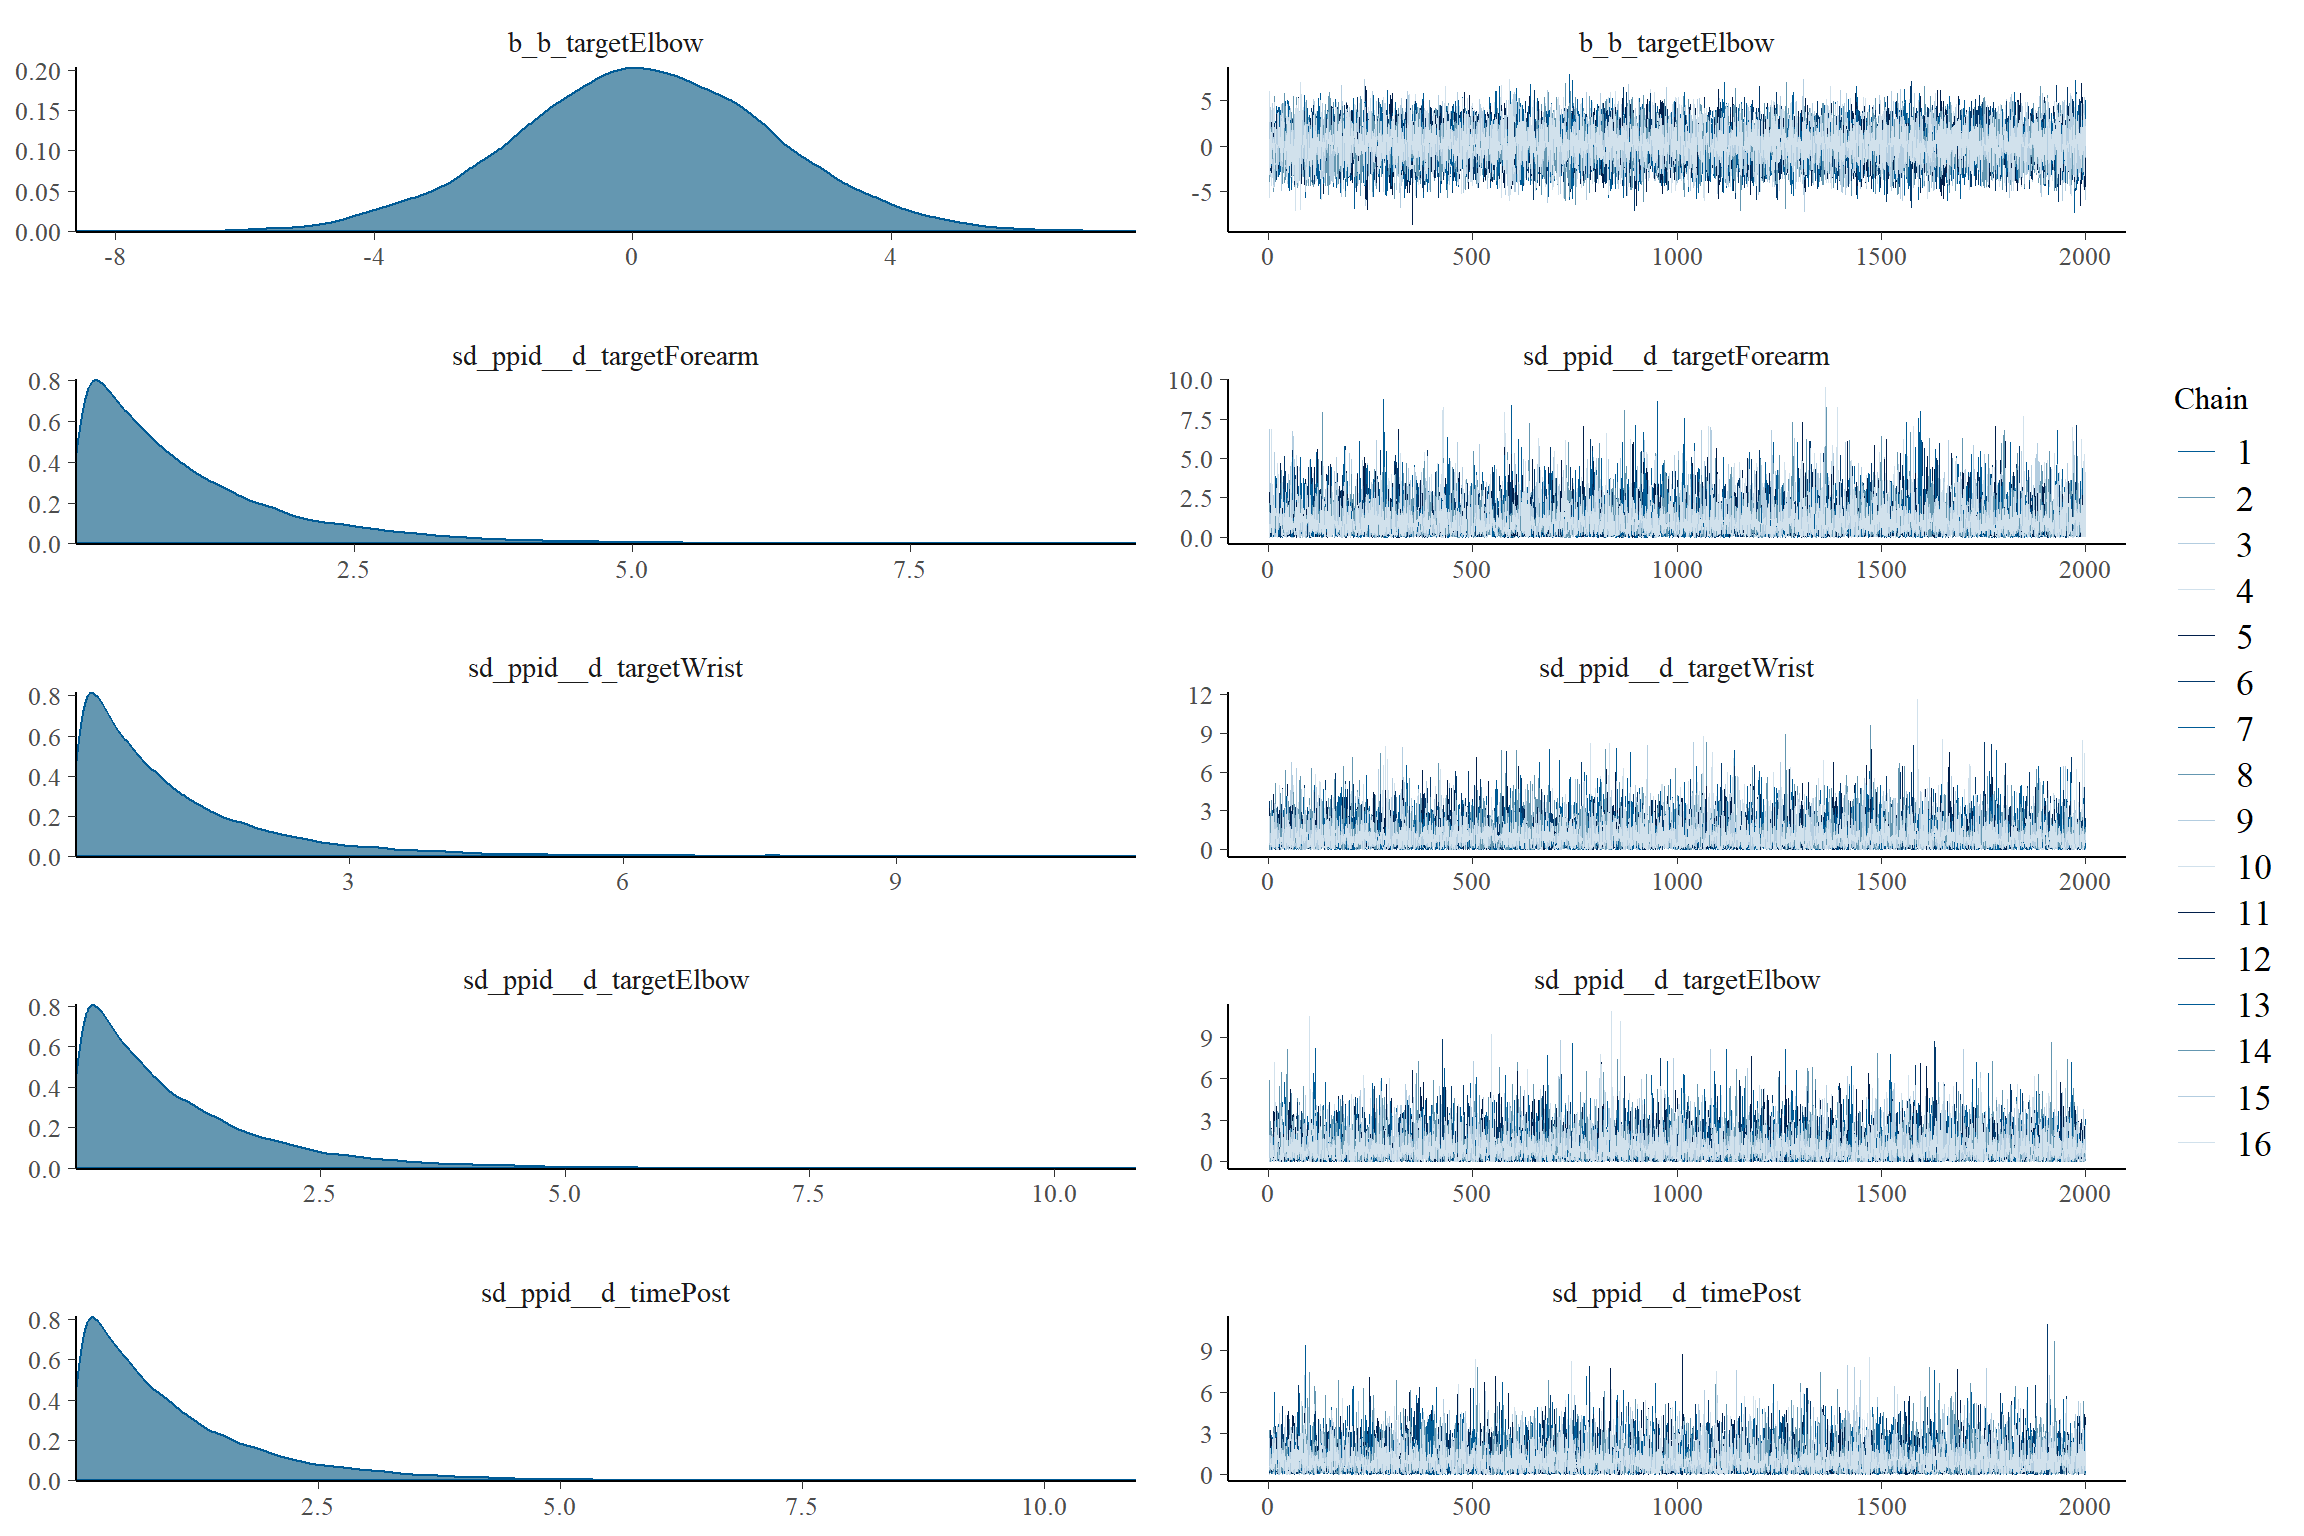 b_b_targetElbow
0.20
0.15
0.10
0.05
0.00
-8 -4 0 4
b_b_targetElbow
5
0
-5
0 500 1000 1500 2000
sd_ppid__d_targetForearm
0.8
0.6
0.4
0.2
0.0
2.5 5.0 7.5
sd_ppid__d_targetForearm
10.0
7.5
5.0
2.5
0.0
0 500 1000 1500 2000
sd_ppid__d_targetWrist
0.8
0.6
0.4
0.2
0.0
3 6 9
sd_ppid__d_targetWrist
12
9
6
3
0
0 500 1000 1500 2000
sd_ppid__d_targetElbow
0.8
0.6
0.4
0.2
0.0
2.5 5.0 7.5 10.0
sd_ppid__d_targetElbow
9
6
3
0
0 500 1000 1500 2000
sd_ppid__d_timePost
0.8
0.6
0.4
0.2
0.0
2.5 5.0 7.5 10.0
sd_ppid__d_timePost
9
6
3
0
0 500 1000 1500 2000
Chain
1
2
3
4
5
6
7
8
9
10
11
12
13
14
15
16